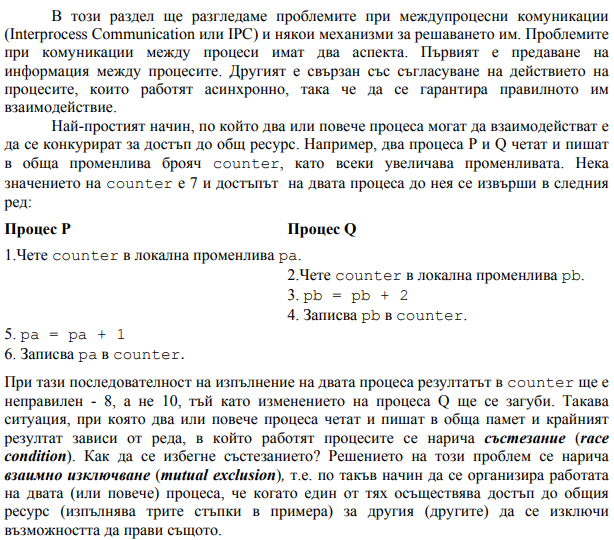 В този раздел ще разгледаме проблемите при междупроцесни комуникации
(Interprocess Communication или IPC) и някои механизми за решаването им. Проблемите
при комуникации между процеси имат два аспекта. Първият е предаване на
информация между процесите. Другият е свързан със съгласуване на действието на
процесите, които работят асинхронно, така че да се гарантира правилното им
взаимодействие.
Най-простият начин, по който два или повече процеса могат да взаимодействат е
да се конкурират за достъп до общ ресурс. Например, два процеса P и Q четат и пишат
в обща променлива брояч counter, като всеки увеличава променливата. Нека
значението на counter е 7 и достъпът на двата процеса до нея се извърши в следния
ред:
Процес P Процес Q
1.Чете counter в локална променлива pa.
2.Чете counter в локална променлива pb.
3. pb = pb + 2
4. Записва pb в counter.
5. pa = pa + 1
6. Записва pa в counter.
При тази последователност на изпълнение на двата процеса резултатът в counter ще е
неправилен - 8, а не 10, тъй като изменението на процеса Q ще се загуби. Такава
ситуация, при която два или повече процеса четат и пишат в обща памет и крайният
резултат зависи от реда, в който работят процесите се нарича състезание (race
condition). Как да се избегне състезанието? Решението на този проблем се нарича
взаимно изключване (mutual exclusion), т.е. по такъв начин да се организира работата
на двата (или повече) процеса, че когато един от тях осъществява достъп до общия
ресурс (изпълнява трите стъпки в примера) за другия (другите) да се изключи
възможността да прави същото.